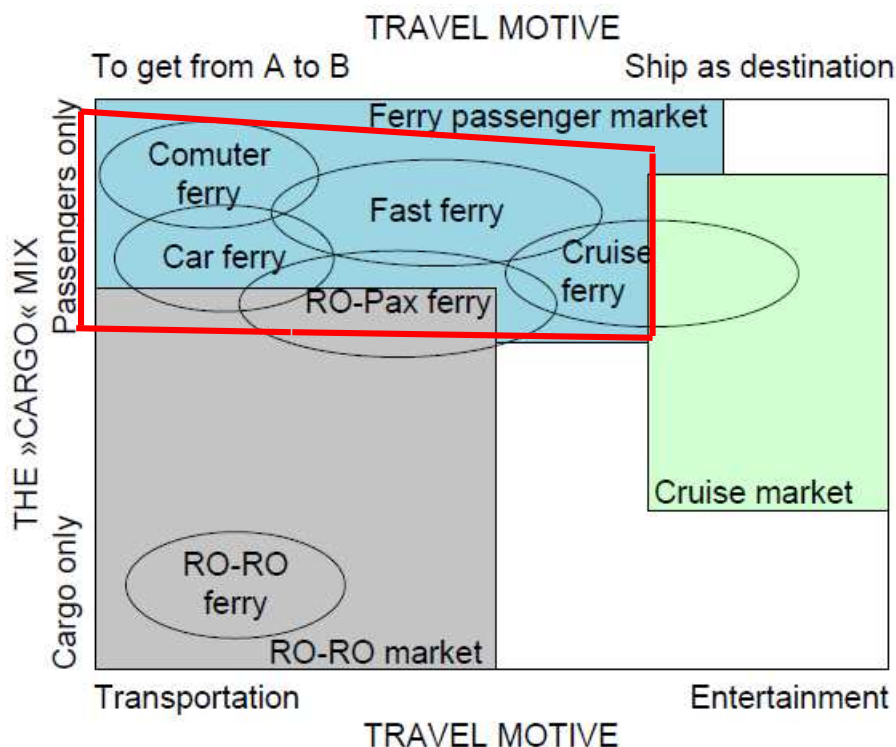 TRAVEL MOTIVE
To get from A to B
Ship as destination
THE »CARGO« MIX
Passengers only
Cargo only
Ferry passenger market
Comuter
ferry
Fast ferry
Car ferry
Cruise
ferry
RO-Pax ferry
Cruise market
RO-RO
ferry
RO-RO market
Transportation
Entertainment
TRAVEL MOTIVE